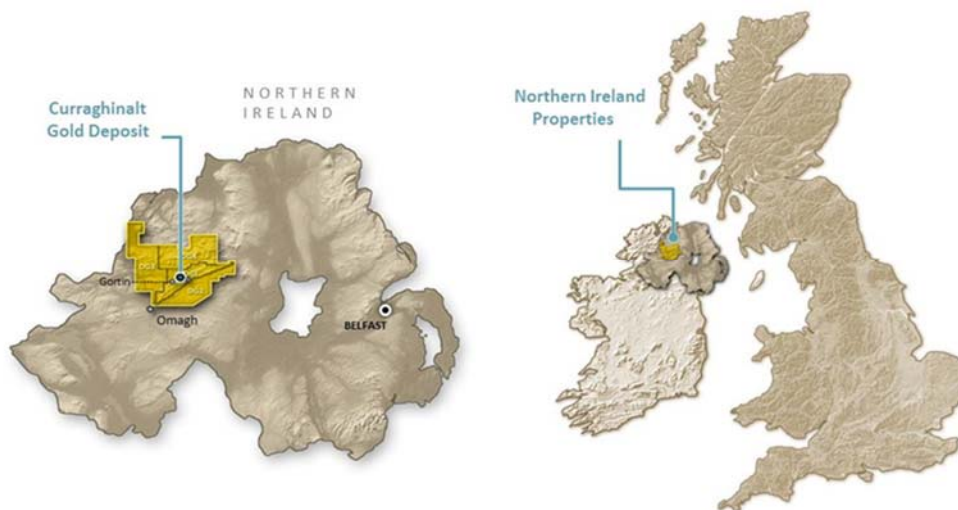 NORTHERN
IRELAND
Curraghinalt
Gold Deposit
Gortin
Omagh
BELFAST
Northern Ireland
Properties